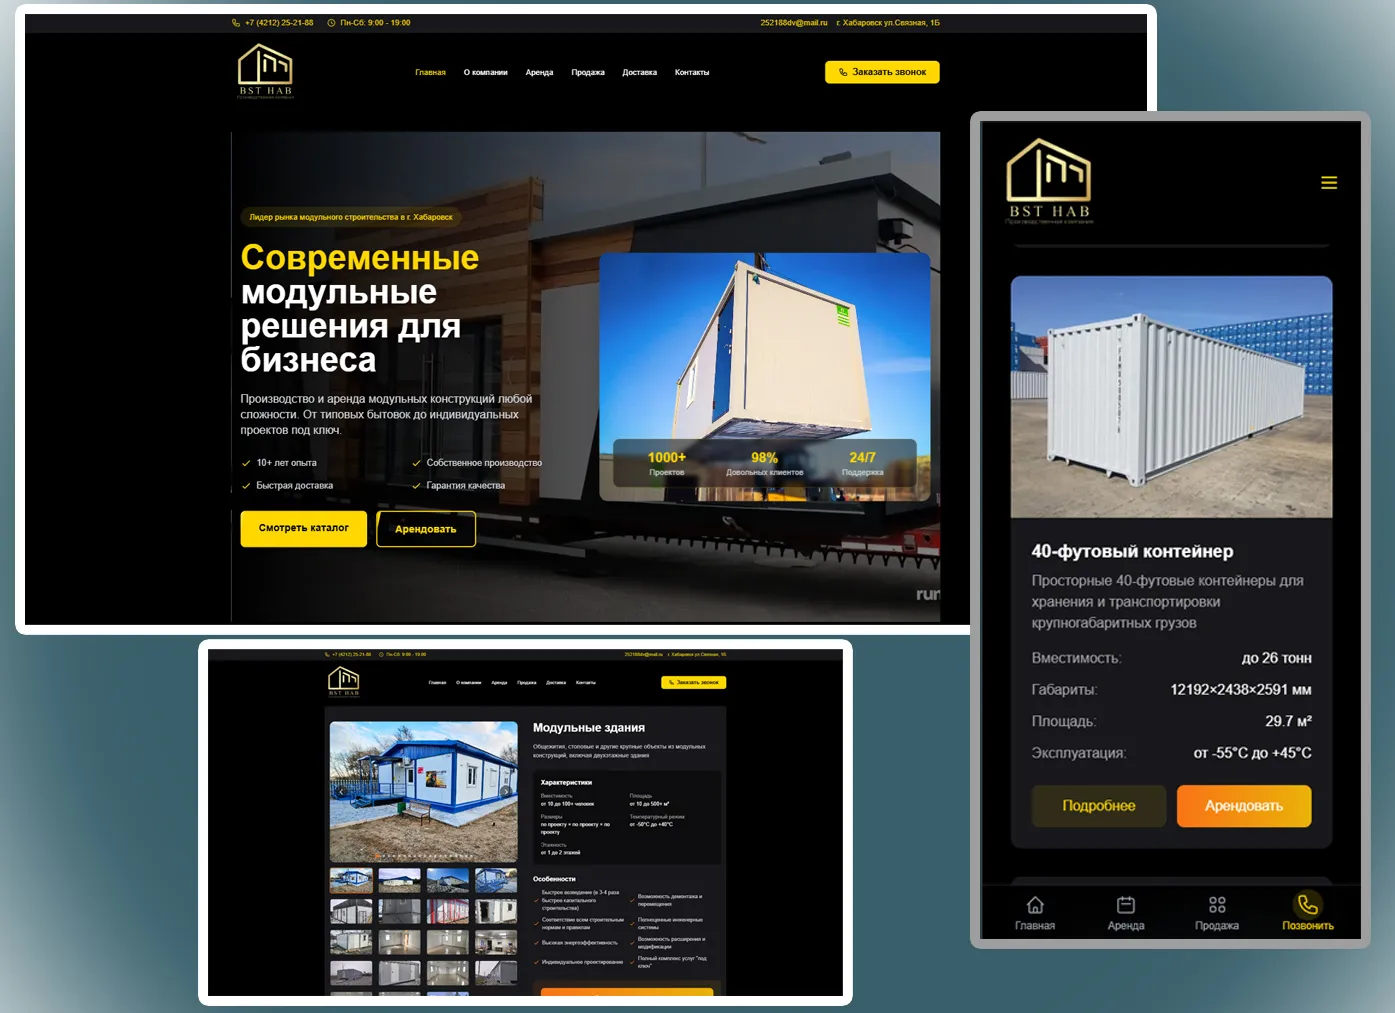 +7 (4212) 25-21-88
Пн-Сб: 9:00 - 19:00
252188dv@mail.ru
г. Хабаровск ул.Связная, 1Б
BST HAB
Главная
О компании
Аренда
Продажа
Доставка
Контакты
Заказать звонок
Лидер рынка модульного строительства в г. Хабаровск
Современные
модульные
решения для
бизнеса
Производство и аренда модульных конструкций любой
сложности. От типовых бытовок до индивидуальных
проектов под ключ.
10+ лет опыта
Собственное производство
Быстрая доставка
Гарантия качества
Смотреть каталог
Арендовать
1000+
Проектов
98%
Довольных клиентов
24/7
Поддержка
run
BST HAB
Производственная компания
40-футовый контейнер
Просторные 40-футовые контейнеры для
хранения и транспортировки
крупногабаритных грузов
Вместимость:
до 26 тонн
Габариты:
12192×2438×2591 мм
Площадь:
29.7 м²
Эксплуатация:
от -55°C до +45°C
Подробнее
Арендовать
Главная
Аренда
Продажа
Позвонить
+7 (4212) 25-21-88
Пн-Сб: 9:00 - 19:00
252188dv@mail.ru
г. Хабаровск ул.Связная, 1Б
BST HAB
Главная
О компании
Аренда
Продажа
Доставка
Контакты
Заказать звонок
Модульные здания
Общежития, столовые и другие крупные объекты из модульных
конструкций, включая двухэтажные здания
Характеристики
Вместимость
от 10 до 100+ человек
Площадь
от 10 до 500+ м²
Размеры
по проекту × по проекту × по
проекту
Температурный режим
от -50°C до +40°C
Этажность
от 1 до 2 этажей
Особенности
Быстрое возведение (в 3-4 раза
быстрее капитального
строительства)
Возможность демонтажа и
перемещения
Соответствие всем строительным
нормам и правилам
Полноценные инженерные
системы
Высокая энергоэффективность
Возможность расширения и
модификации
Индивидуальное проектирование
Полный комплекс услуг "под
ключ"